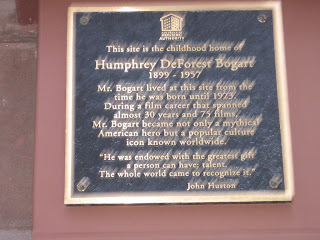 AUTHORITY
This site is the childhood home of
Humphrey DeForest Bogart
1899 - 1957
Mr. Bogart lived at this site from the
time he was born until 1923.
During a film career that spanned
almost 30 years and 75 films,
Mr. Bogart became not only a mythical
American hero but a popular culture
icon known worldwide.
"He was endowed with the greatest gift
a person can have: talent.
The whole world came to recognize it."
John Huston